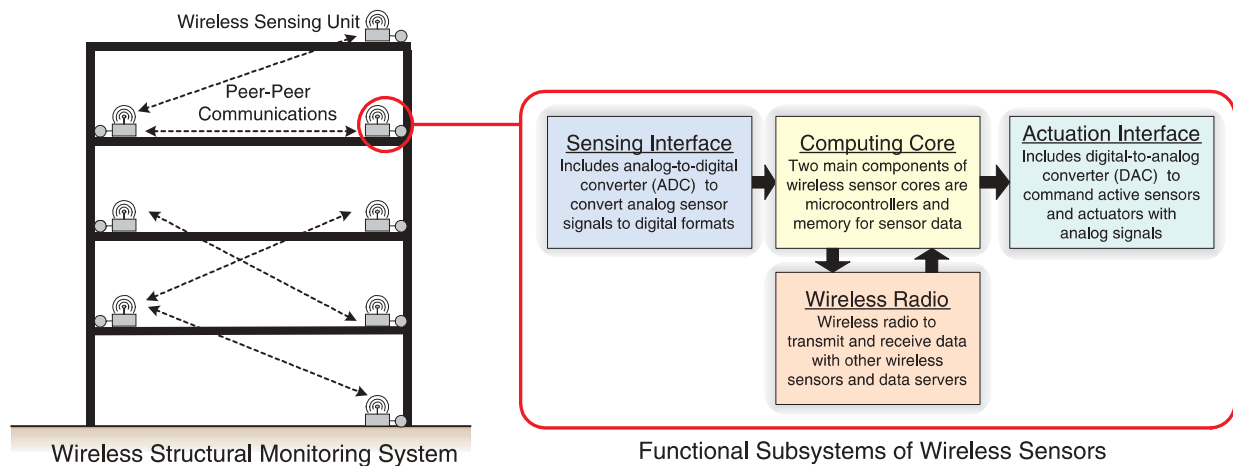 Wireless Sensing Unit
Peer-Peer
Communications
Wireless Structural Monitoring System
Sensing Interface
Includes analog-to-digital
converter (ADC) to
convert analog sensor
signals to digital formats
Computing Core
Two main components of
wireless sensor cores are
microcontrollers and
memory for sensor data
Actuation Interface
Includes digital-to-analog
converter (DAC) to
command active sensors
and actuators with
analog signals
Wireless Radio
Wireless radio to
transmit and receive data
with other wireless
sensors and data servers
Functional Subsystems of Wireless Sensors